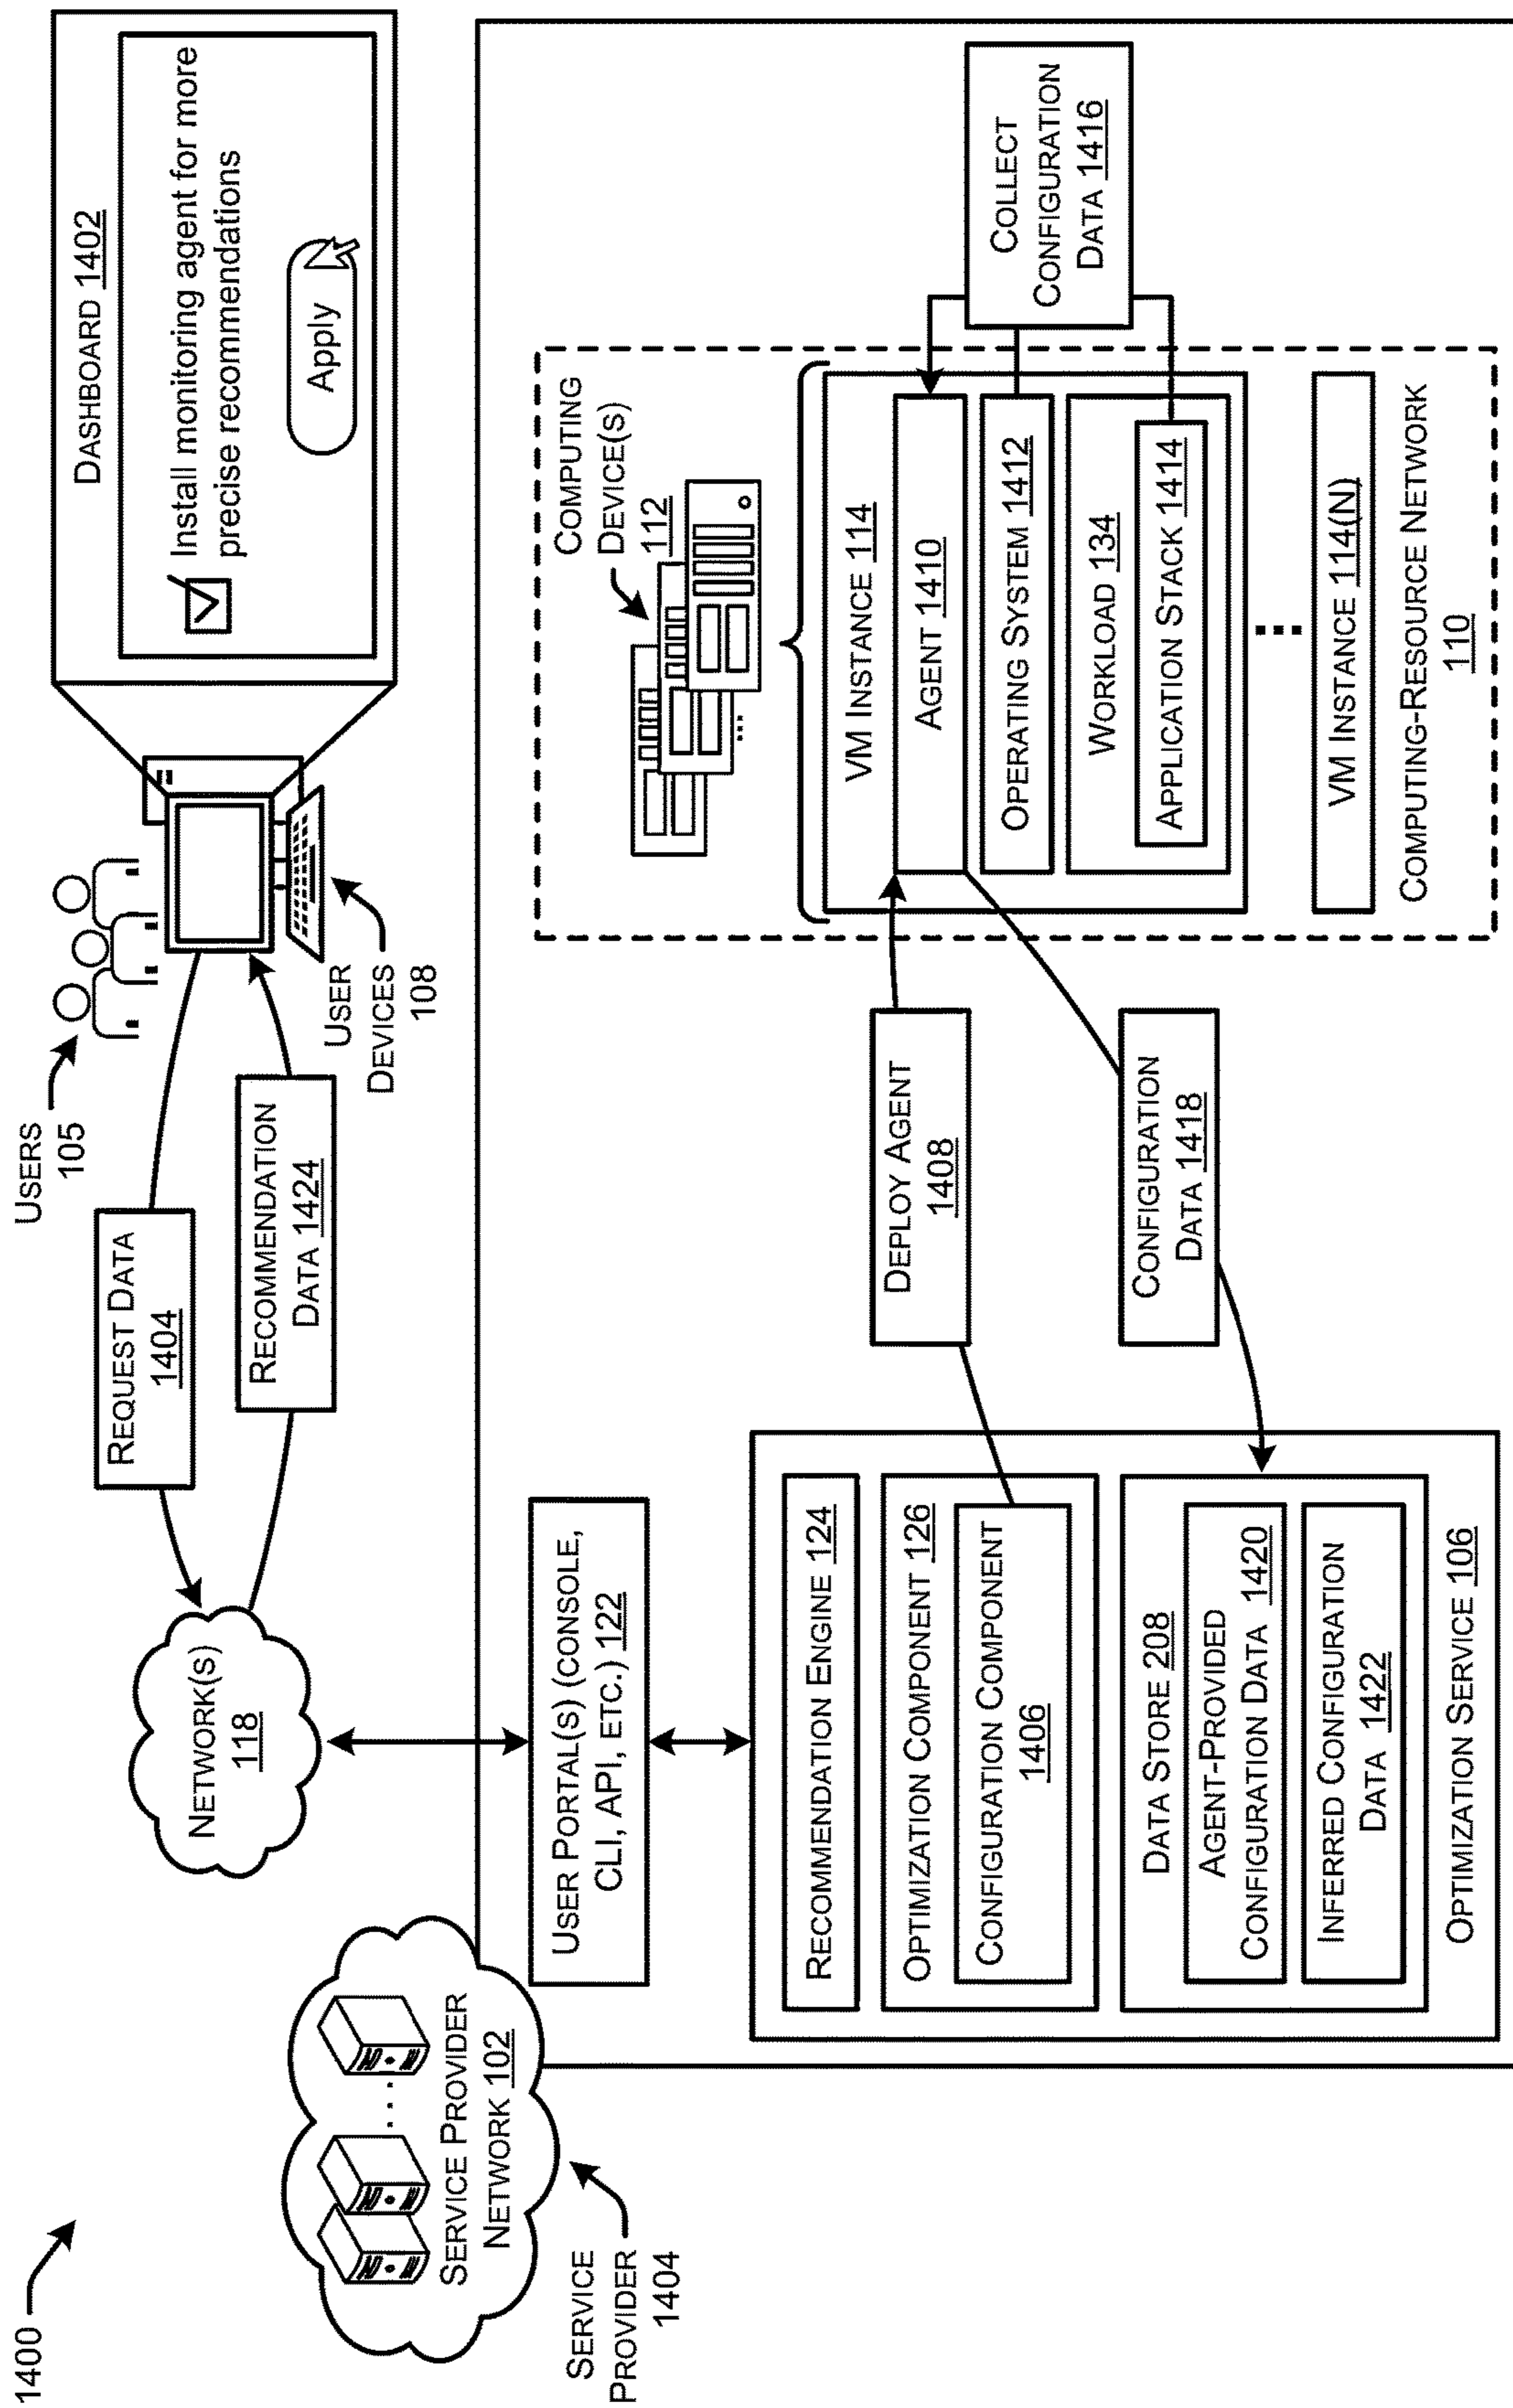 1400
SERVICE PROVIDER
NETWORK 102
SERVICE
PROVIDER
1404
NETWORK(S)
118
REQUEST DATA
1404
RECOMMENDATION
DATA 1424
USERS
105
USER
DEVICES
108
DASHBOARD 1402
Install monitoring agent for more
precise recommendations
Apply
USER PORTAL(S) (CONSOLE,
CLI, API, ETC.) 122
RECOMMENDATION ENGINE 124
OPTIMIZATION COMPONENT 126
CONFIGURATION COMPONENT
1406
DATA STORE 208
AGENT-PROVIDED
CONFIGURATION DATA 1420
INFERRED CONFIGURATION
DATA 1422
OPTIMIZATION SERVICE 106
DEPLOY AGENT
1408
CONFIGURATION
DATA 1418
COMPUTING
DEVICE(S)
112
VM INSTANCE 114
AGENT 1410
OPERATING SYSTEM 1412
WORKLOAD 134
APPLICATION STACK 1414
VM INSTANCE 114(N)
COMPUTING-RESOURCE NETWORK
110
COLLECT
CONFIGURATION
DATA 1416